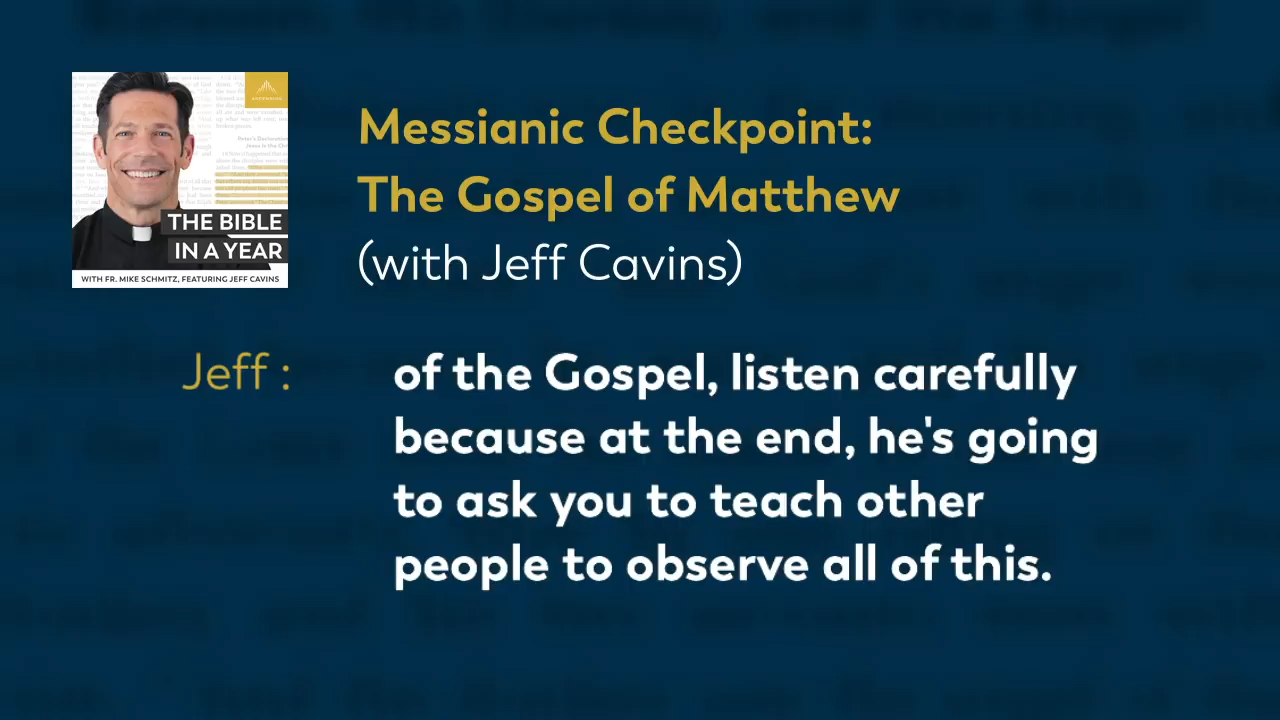 Messianic Checkpoint:
The Gospel of Matthew
(with Jeff Cavins)
THE BIBLE
IN A YEAR
WITH FR. MIKE SCHMITZ, FEATURING JEFF CAVINS
Jeff :
of the Gospel, listen carefully
because at the end, he's going
to ask you to teach other
people to observe all of this.